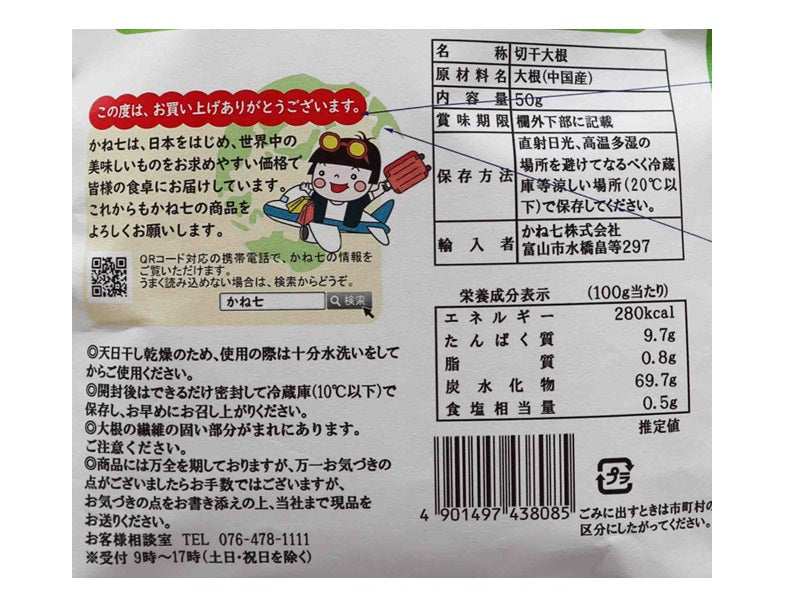 この度は、お買い上げありがとうございます。
かね七は、日本をはじめ、世界中の
美味しいものをお求めやすい価格で
皆様の食卓にお届けしています。
これからもかね七の商品を
よろしくお願いします。
QRコード対応の携帯電話で、かね七の情報を
ご覧いただけます。
うまく読み込めない場合は、検索からどうぞ。
かね七 検索
◎天日干し乾燥のため、使用の際は十分水洗いをして
からご使用ください。
◎開封後はできるだけ密封して冷蔵庫(10℃以下)で
保存し、お早めにお召し上がりください。
◎大根の繊維の固い部分がまれにあります。
ご注意ください。
◎商品には万全を期しておりますが、万一お気づきの
点がございましたらお手数ではございますが、
お気づきの点をお書き添えの上、当社まで現品を
お送りください。
お客様相談室 TEL 076-478-1111
※受付 9時〜17時(土日・祝日を除く)
名称 切干大根
原材料名 大根(中国産)
内容量 50g
賞味期限 欄外下部に記載
保存方法 直射日光、高温多湿の
場所を避けてなるべく冷蔵
庫等涼しい場所(20℃以
下)で保存してください。
輸入者 かね七株式会社
富山市水橋畠等297
栄養成分表示 (100g当たり)
エネルギー 280kcal
たんぱく質 9.7g
脂質 0.8g
炭水化物 69.7g
食塩相当量 0.5g
推定値
4 901497 438085
プラ
ごみに出すときは市町村の
区分にしたがってください。